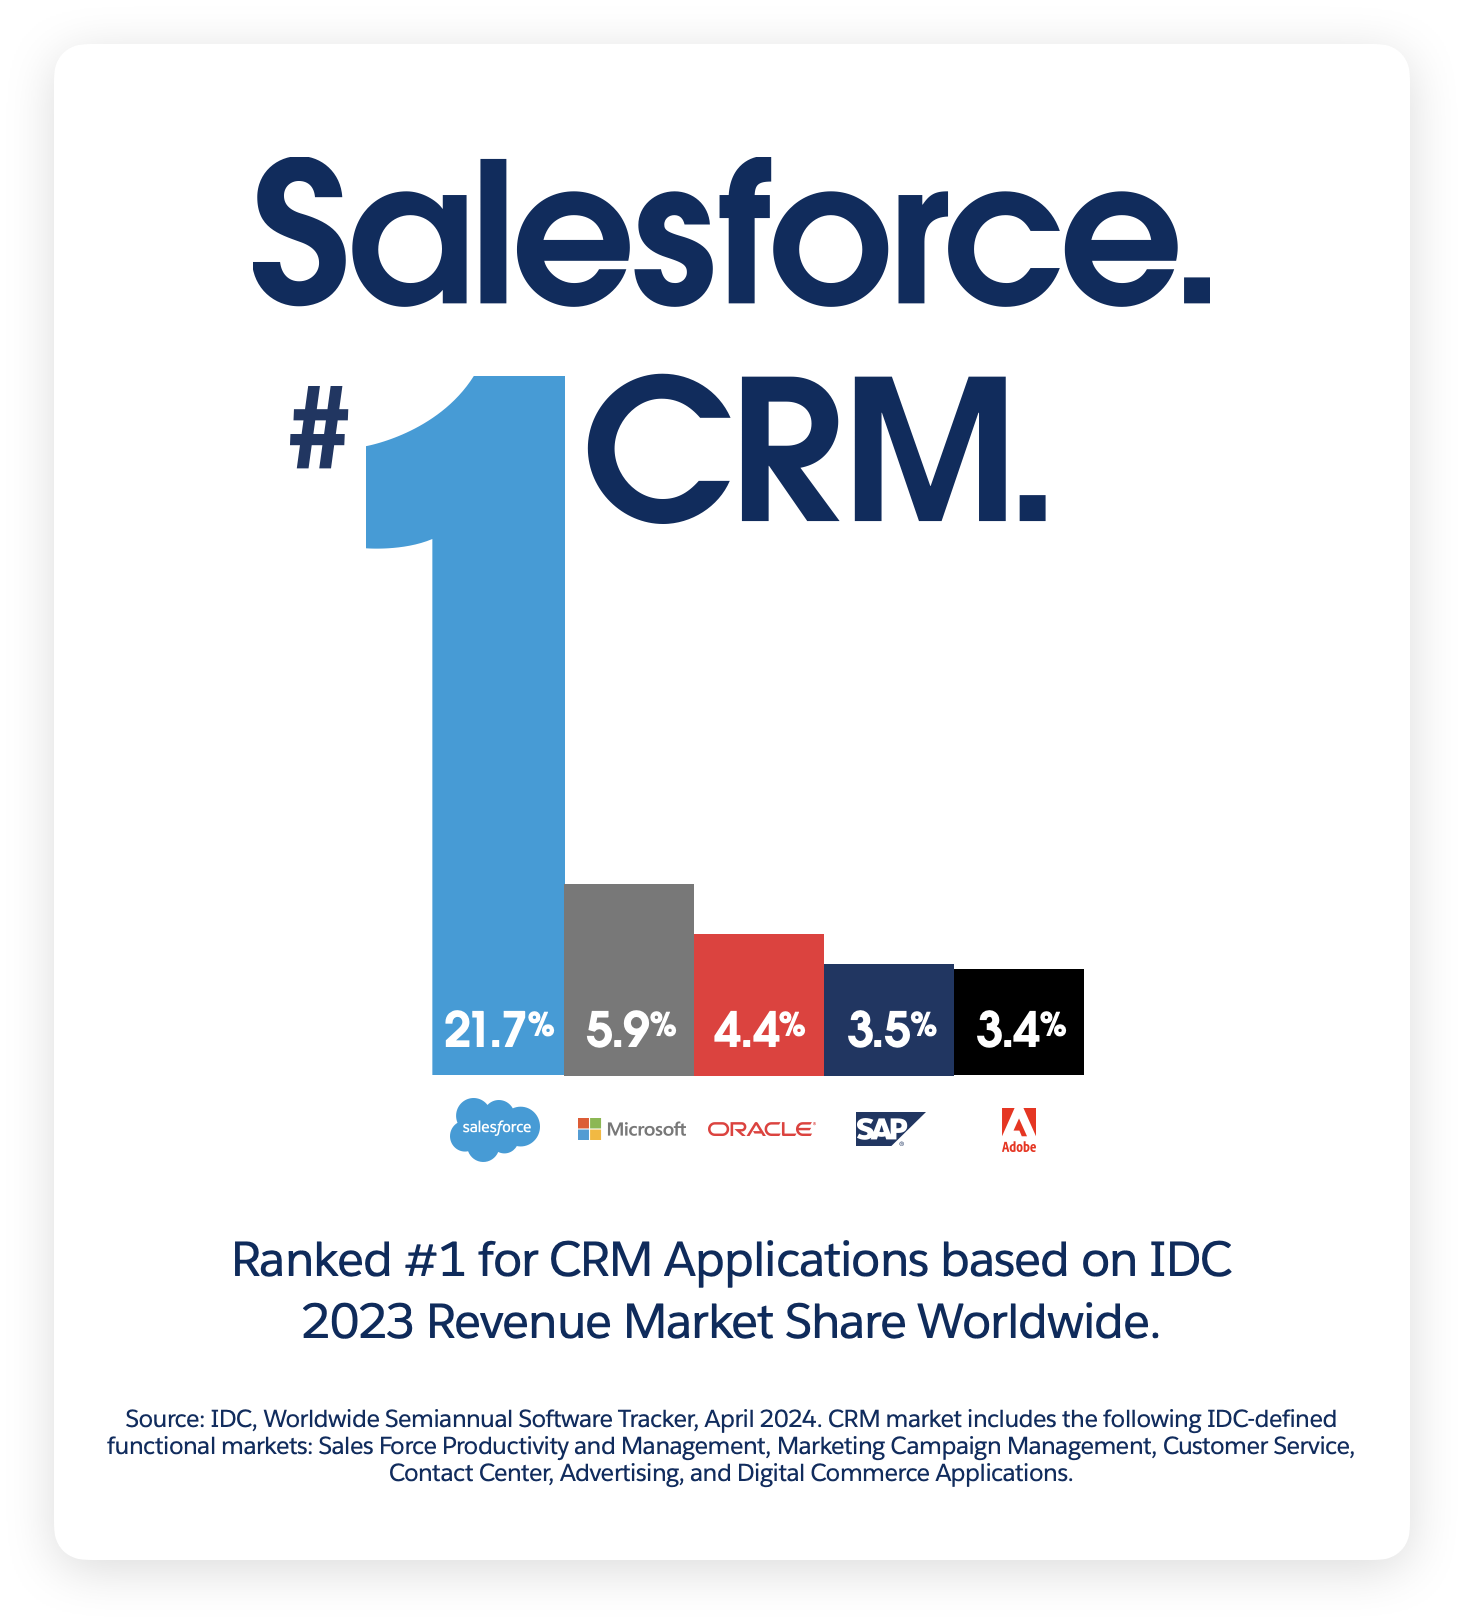 Salesforce.
#1 CRM.
21.7% 5.9% 4.4% 3.5% 3.4%
salesforce Microsoft ORACLE® SAP® Adobe
Ranked #1 for CRM Applications based on IDC
2023 Revenue Market Share Worldwide.
Source: IDC, Worldwide Semiannual Software Tracker, April 2024. CRM market includes the following IDC-defined
functional markets: Sales Force Productivity and Management, Marketing Campaign Management, Customer Service,
Contact Center, Advertising, and Digital Commerce Applications.